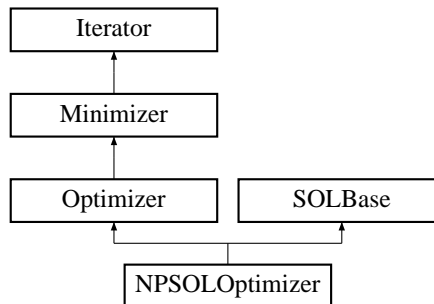 Iterator
Minimizer
Optimizer
SOLBase
NPSOLOptimizer